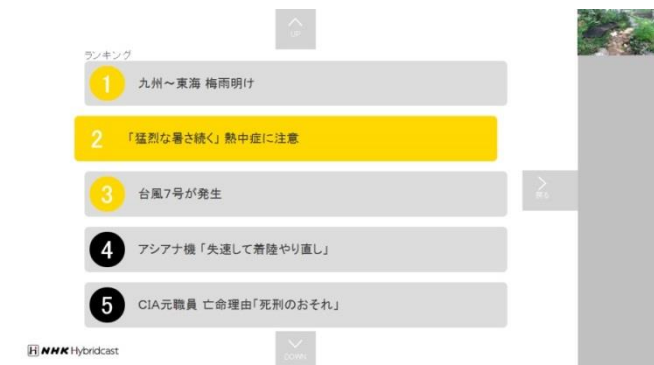 UP
ランキング
1 九州～東海 梅雨明け
2 「猛烈な暑さ続く」 熱中症に注意
3 台風7号が発生
戻る
4 アシアナ機 「失速して着陸やり直し」
5 CIA元職員 亡命理由「死刑のおそれ」
H NHK Hybridcast
DOWN